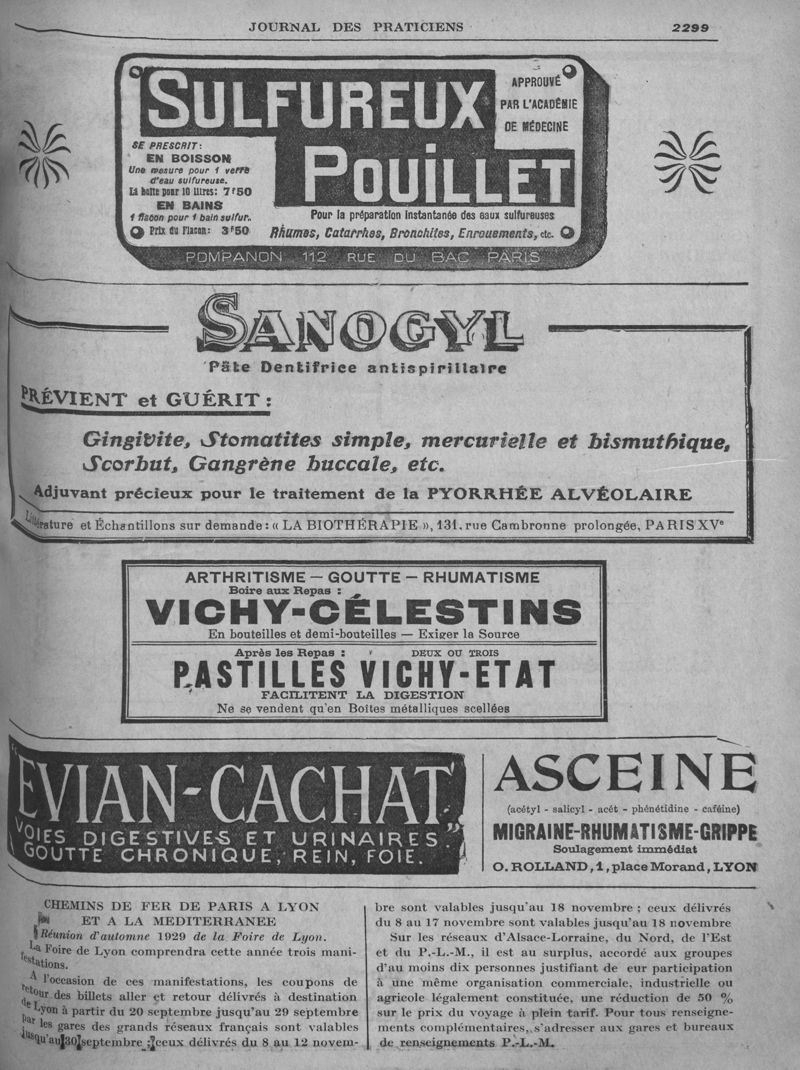 JOURNAL DES PRATICIENS 2299
SULFUREUX
POUILLET
APPROUVÉ
PAR L'ACADÉMIE
DE MÉDECINE
SE PRESCRIT:
EN BOISSON
Une mesure pour 1 verre
d'eau sulfureuse.
La boîte pour 10 litres: 7f50
EN BAINS
1 flacon pour 1 bain sulfur..
Prix du Flacon: 3f50
Pour la préparation instantanée des eaux sulfureuses
Rhumes, Catarrhes, Bronchites, Enrouements, etc.
POMPANON 112 RUE DU BAC PARIS
SANOGYL
Pâte Dentifrice antispirillaire
PRÉVIENT et GUÉRIT :
Gingivite, Stomatites simple, mercurielle et bismuthique,
Scorbut, Gangrène buccale, etc.
Adjuvant précieux pour le traitement de la PYORRHÉE ALVÉOLAIRE
Littérature et Échantillons sur demande : « LA BIOTHÉRAPIE », 131, rue Cambronne prolongée, PARIS XVe
ARTHRITISME — GOUTTE — RHUMATISME
Boire aux Repas :
VICHY-CÉLESTINS
En bouteilles et demi-bouteilles — Exiger la Source
Après les Repas : DEUX OU TROIS
PASTILLES VICHY-ETAT
FACILITENT LA DIGESTION
Ne se vendent qu'en Boîtes métalliques scellées
"EVIAN-CACHAT"
VOIES DIGESTIVES ET URINAIRES
GOUTTE CHRONIQUE, REIN, FOIE.
ASCEINE
(acétyl - salicyl - acét - phénétidine - caféine)
MIGRAINE-RHUMATISME-GRIPPE
Soulagement immédiat
O. ROLLAND, 1, place Morand, LYON
CHEMINS DE FER DE PARIS A LYON
ET A LA MEDITERRANEE
Réunion d'automne 1929 de la Foire de Lyon.
La Foire de Lyon comprendra cette année trois mani-
festations.
A l'occasion de ces manifestations, les coupons de
retour des billets aller et retour délivrés à destination
de Lyon à partir du 20 septembre jusqu'au 29 septembre
par les gares des grands réseaux français sont valables
jusqu'au 30 septembre ; ceux délivrés du 8 au 12 novem-
bre sont valables jusqu'au 18 novembre ; ceux délivrés
du 8 au 17 novembre sont valables jusqu'au 18 novembre
Sur les réseaux d'Alsace-Lorraine, du Nord, de l'Est
et du P.-L.-M., il est au surplus, accordé aux groupes
d'au moins dix personnes justifiant de eur participation
à une même organisation commerciale, industrielle ou
agricole légalement constituée, une réduction de 50 %
sur le prix du voyage à plein tarif. Pour tous renseigne-
ments complémentaires, s'adresser aux gares et bureaux
de renseignements P.-L.-M.